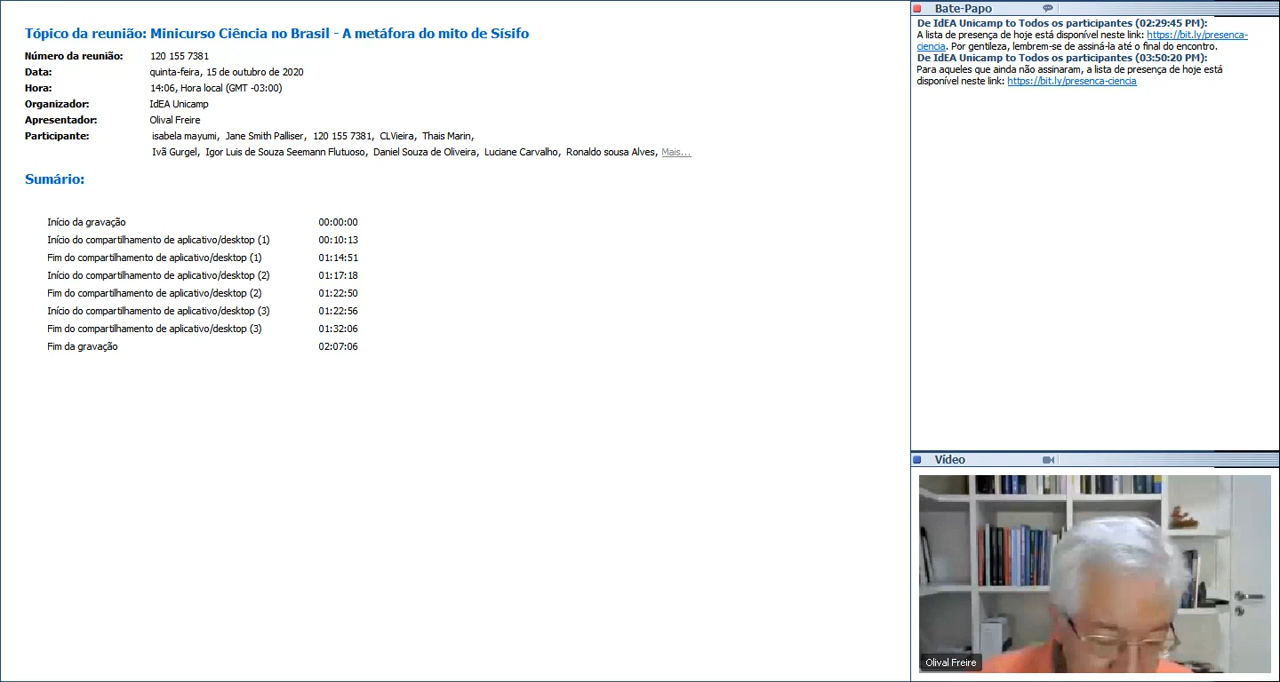 Tópico da reunião: Minicurso Ciência no Brasil - A metáfora do mito de Sísifo
Número da reunião: 120 155 7381
Data: quinta-feira, 15 de outubro de 2020
Hora: 14:06, Hora local (GMT -03:00)
Organizador: IdEA Unicamp
Apresentador: Olival Freire
Participante: isabela mayumi, Jane Smith Palliser, 120 155 7381, CLVieira, Thais Marin,
Ivã Gurgel, Igor Luis de Souza Seemann Flutuoso, Daniel Souza de Oliveira, Luciane Carvalho, Ronaldo sousa Alves, Mais...
Sumário:
Início da gravação 00:00:00
Início do compartilhamento de aplicativo/desktop (1) 00:10:13
Fim do compartilhamento de aplicativo/desktop (1) 01:14:51
Início do compartilhamento de aplicativo/desktop (2) 01:17:18
Fim do compartilhamento de aplicativo/desktop (2) 01:22:50
Início do compartilhamento de aplicativo/desktop (3) 01:22:56
Fim do compartilhamento de aplicativo/desktop (3) 01:32:06
Fim da gravação 02:07:06
Bate-Papo
De IdEA Unicamp to Todos os participantes (02:29:45 PM):
A lista de presença de hoje está disponível neste link: https://bit.ly/presenca-
ciencia. Por gentileza, lembrem-se de assiná-la até o final do encontro.
De IdEA Unicamp to Todos os participantes (03:50:20 PM):
Para aqueles que ainda não assinaram, a lista de presença de hoje está
disponível neste link: https://bit.ly/presenca-ciencia
Vídeo
Olival Freire